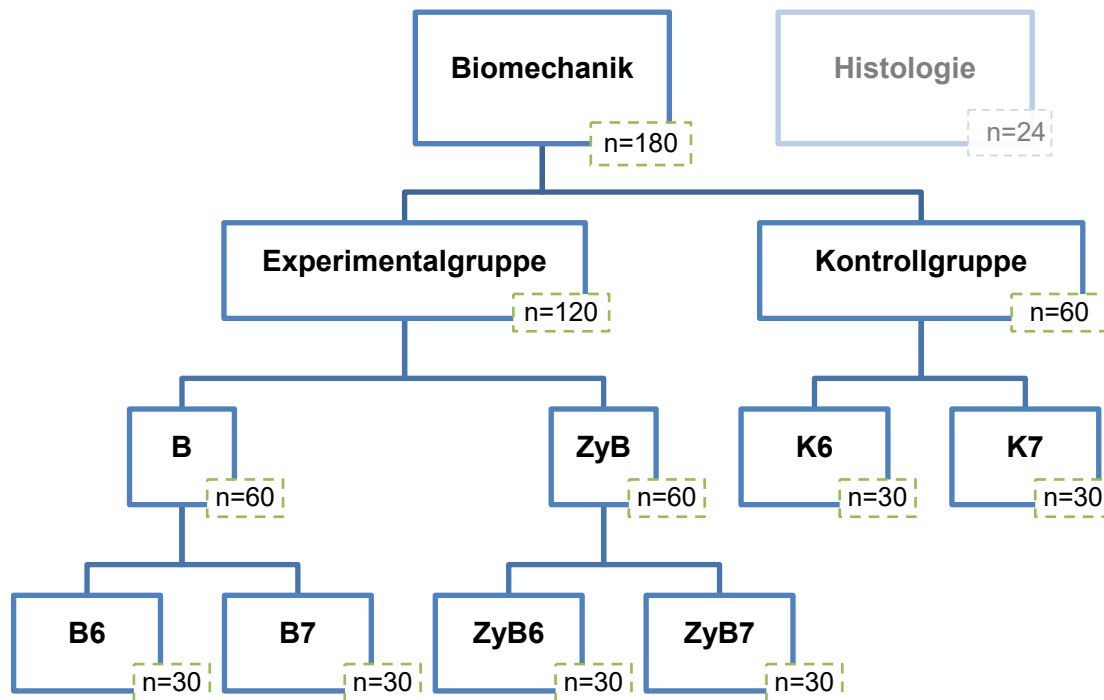 Biomechanik
n=180
Histologie
n=24
Experimentalgruppe
n=120
Kontrollgruppe
n=60
B
n=60
ZyB
n=60
K6
n=30
K7
n=30
B6
n=30
B7
n=30
ZyB6
n=30
ZyB7
n=30